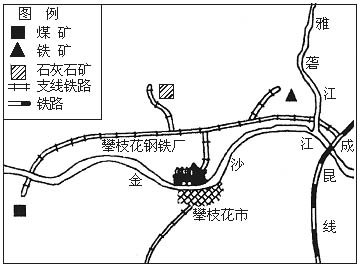 图 例
煤 矿
铁 矿
石灰石矿
支线铁路
铁路
雅
砻
江
攀枝花钢铁厂
金
沙
江
成
昆
线
攀枝花市